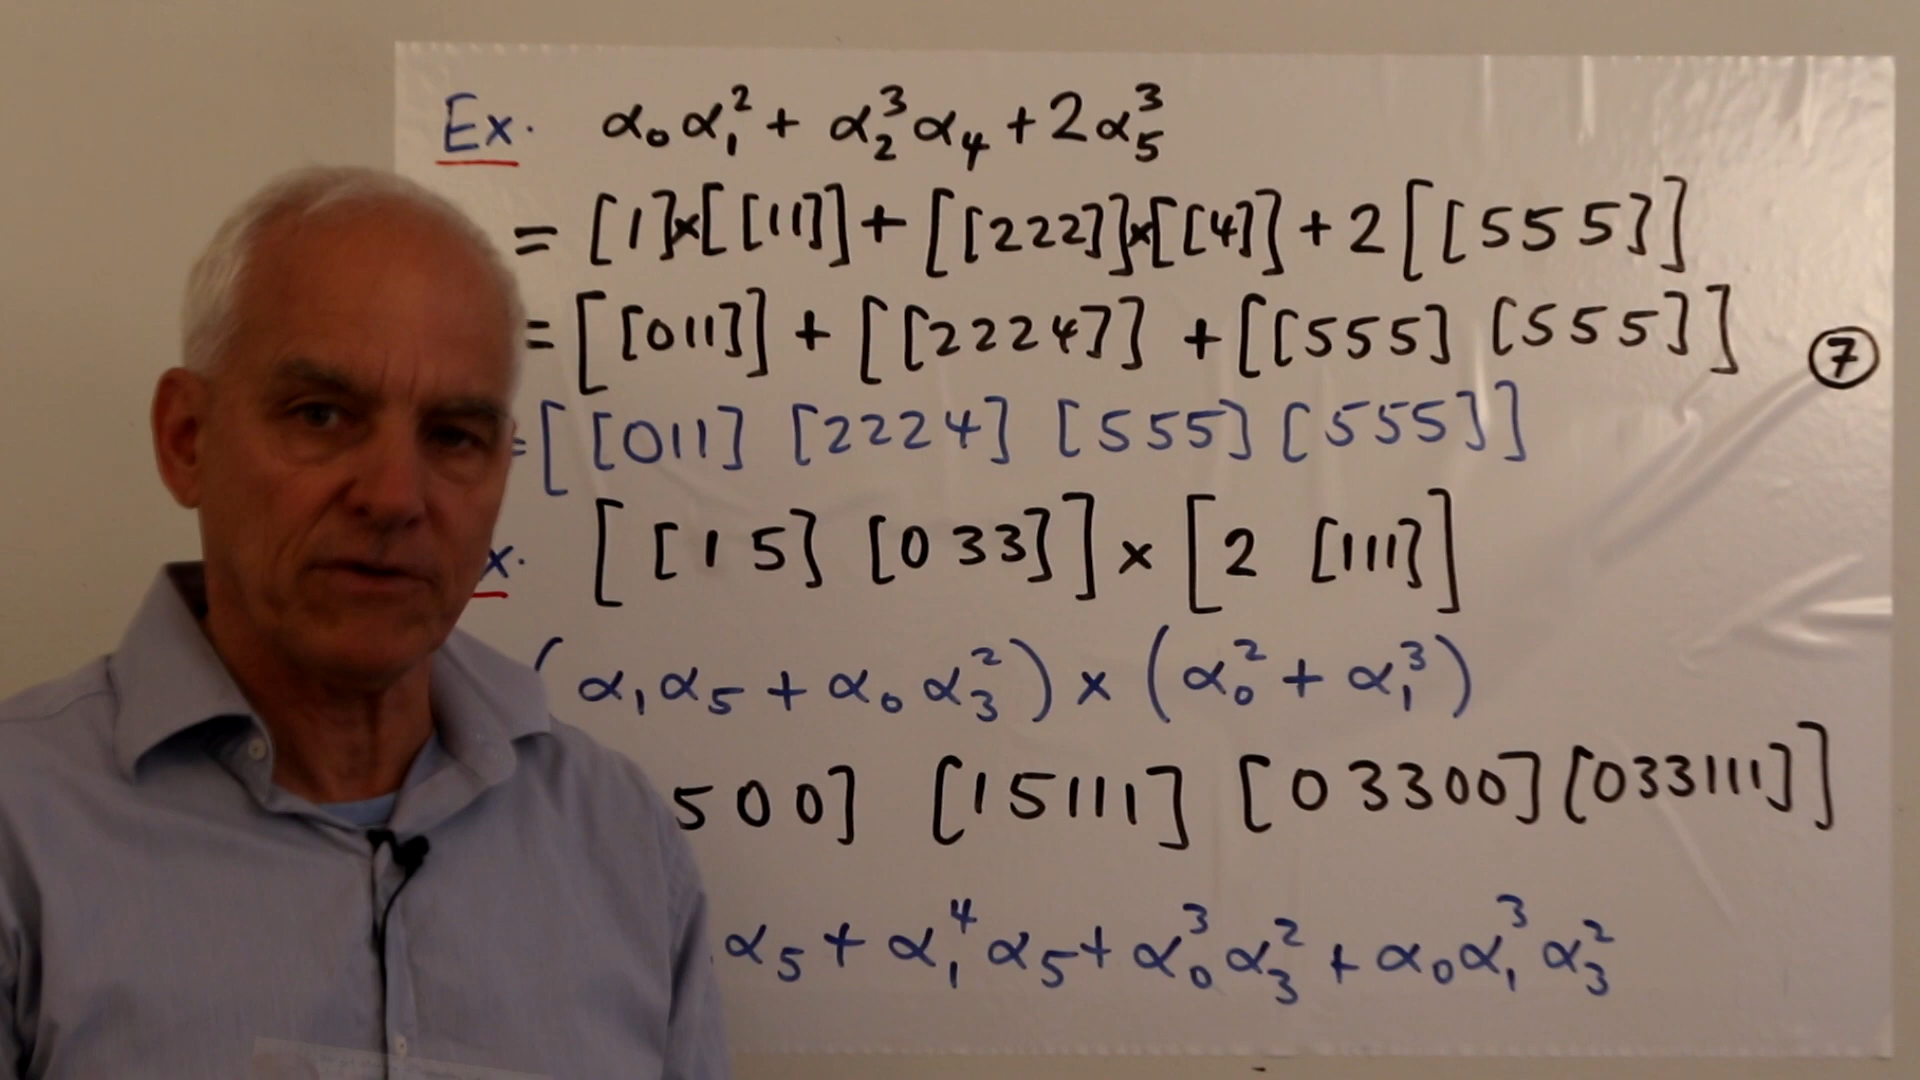 Ex. α₀α₁² + α₂³α₄ + 2α₅³
= [1]×[[11]] + [[222]]×[[4]] + 2[[555]]
= [[011]] + [[2224]] + [[555] [555]]
7
= [[011] [2224] [555] [555]]
x. [[15] [033]] × [2 [111]]
(α₁α₅ + α₀α₃²) × (α₀² + α₁³)
500] [15111] [03300] [033111]]
α₅ + α₁⁴α₅ + α₀³α₃² + α₀α₁³α₃²